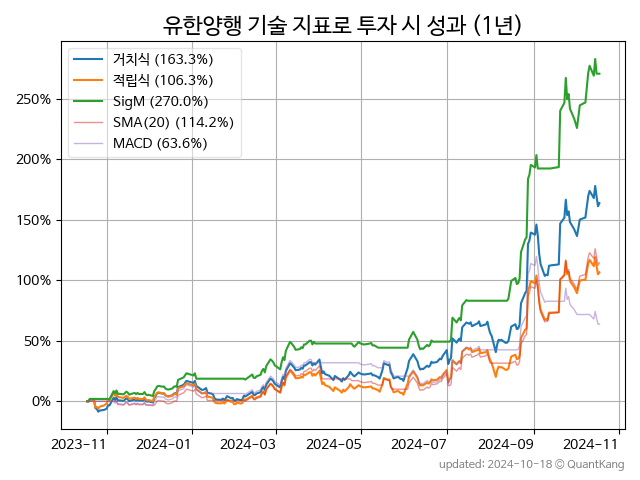 유한양행 기술 지표로 투자 시 성과 (1년)
거치식 (163.3%)
적립식 (106.3%)
SigM (270.0%)
SMA(20) (114.2%)
MACD (63.6%)
250%
200%
150%
100%
50%
0%
2023-11 2024-01 2024-03 2024-05 2024-07 2024-09 2024-11
updated: 2024-10-18 © QuantKang